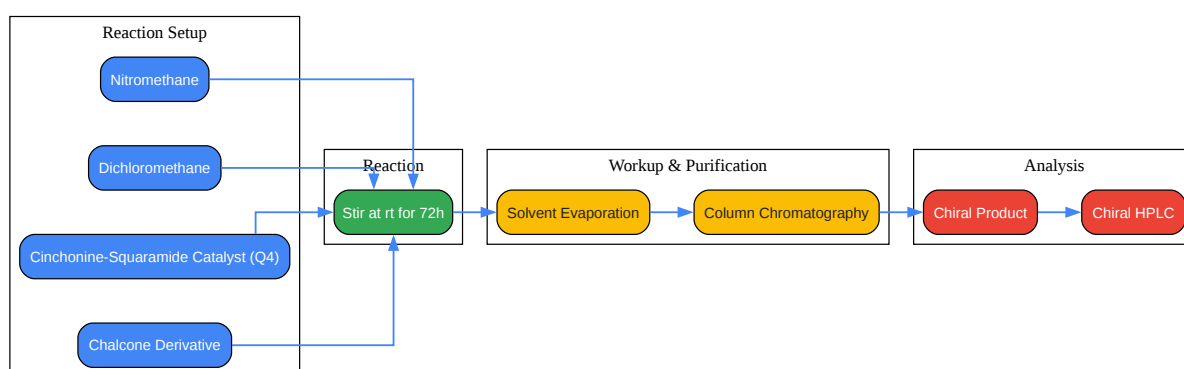 Reaction Setup
Nitromethane
Dichloromethane
Cinchonine-Squaramide Catalyst (Q4)
Chalcone Derivative
Reaction
Stir at rt for 72h
Workup & Purification
Solvent Evaporation
Column Chromatography
Analysis
Chiral Product
Chiral HPLC